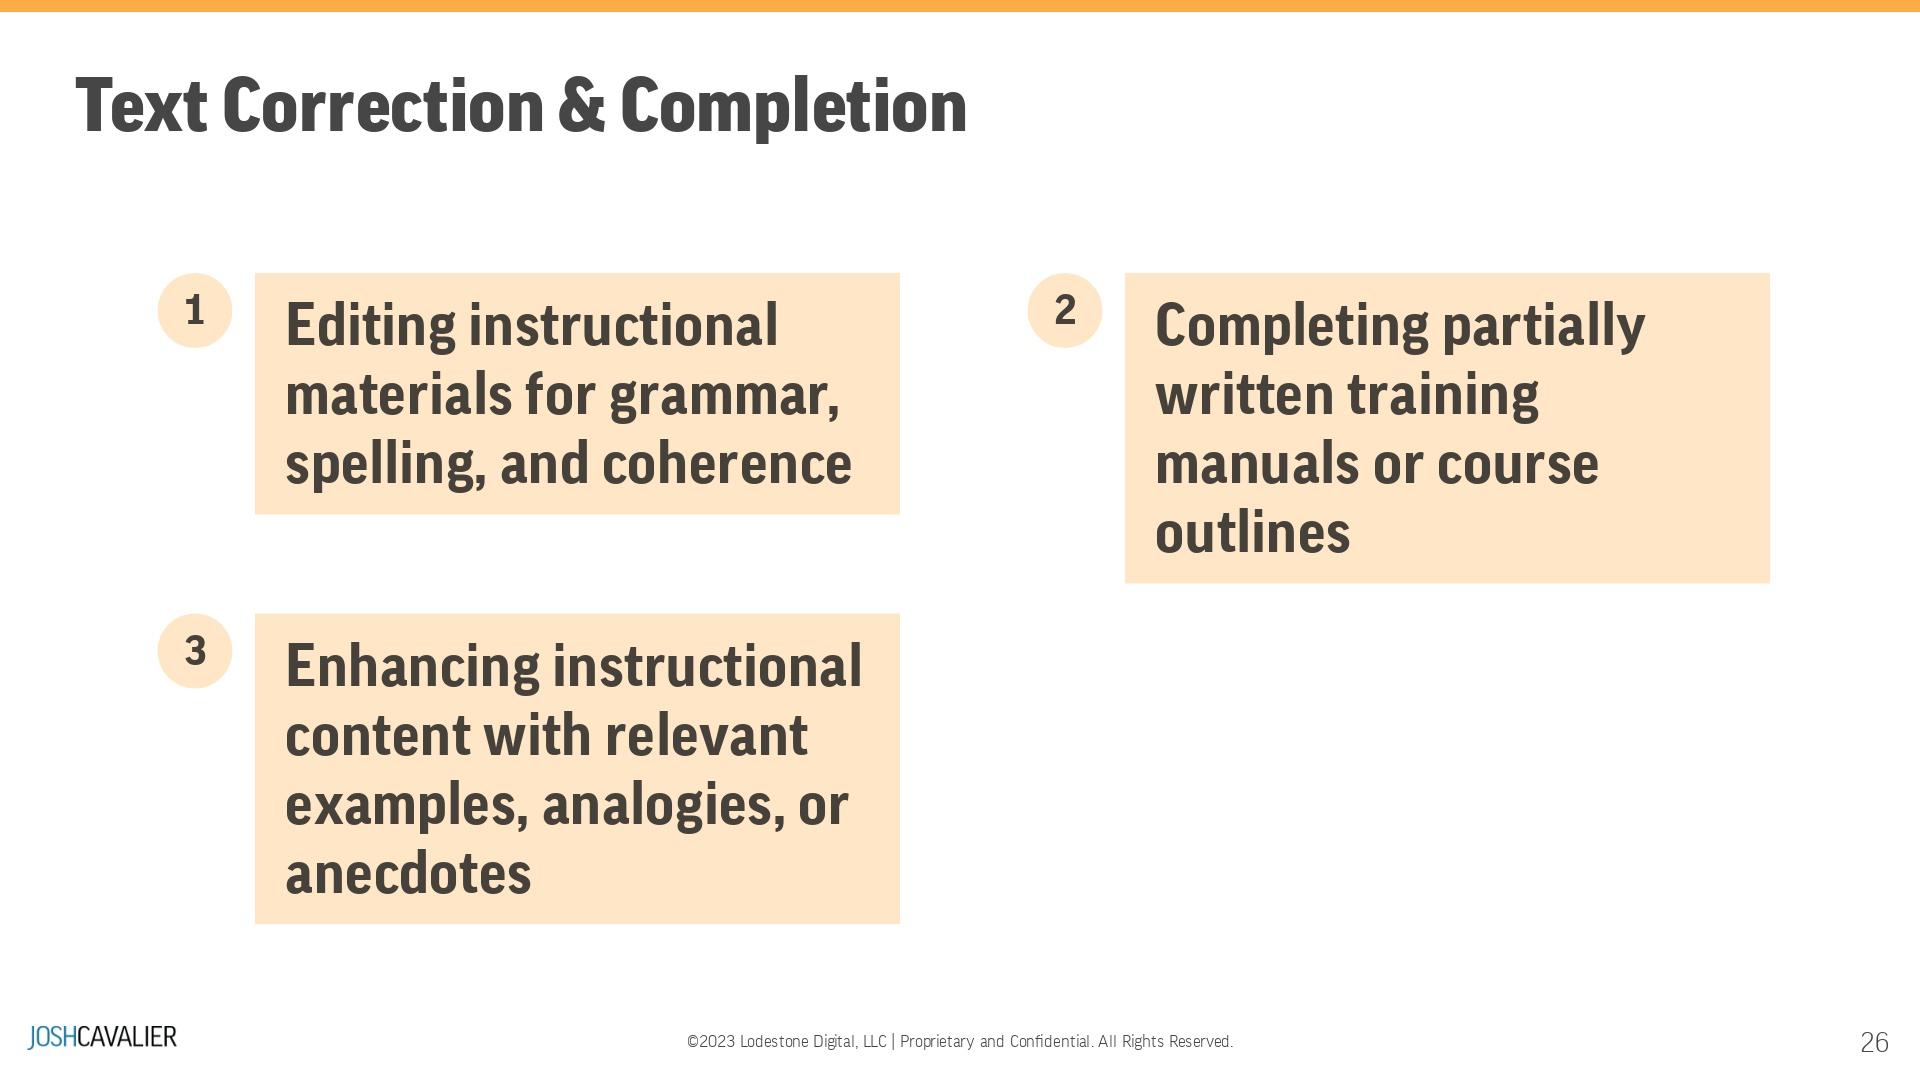 Text Correction & Completion
1
Editing instructional
materials for grammar,
spelling, and coherence
2
Completing partially
written training
manuals or course
outlines
3
Enhancing instructional
content with relevant
examples, analogies, or
anecdotes
JOSHCAVALIER
©2023 Lodestone Digital, LLC | Proprietary and Confidential. All Rights Reserved.
26